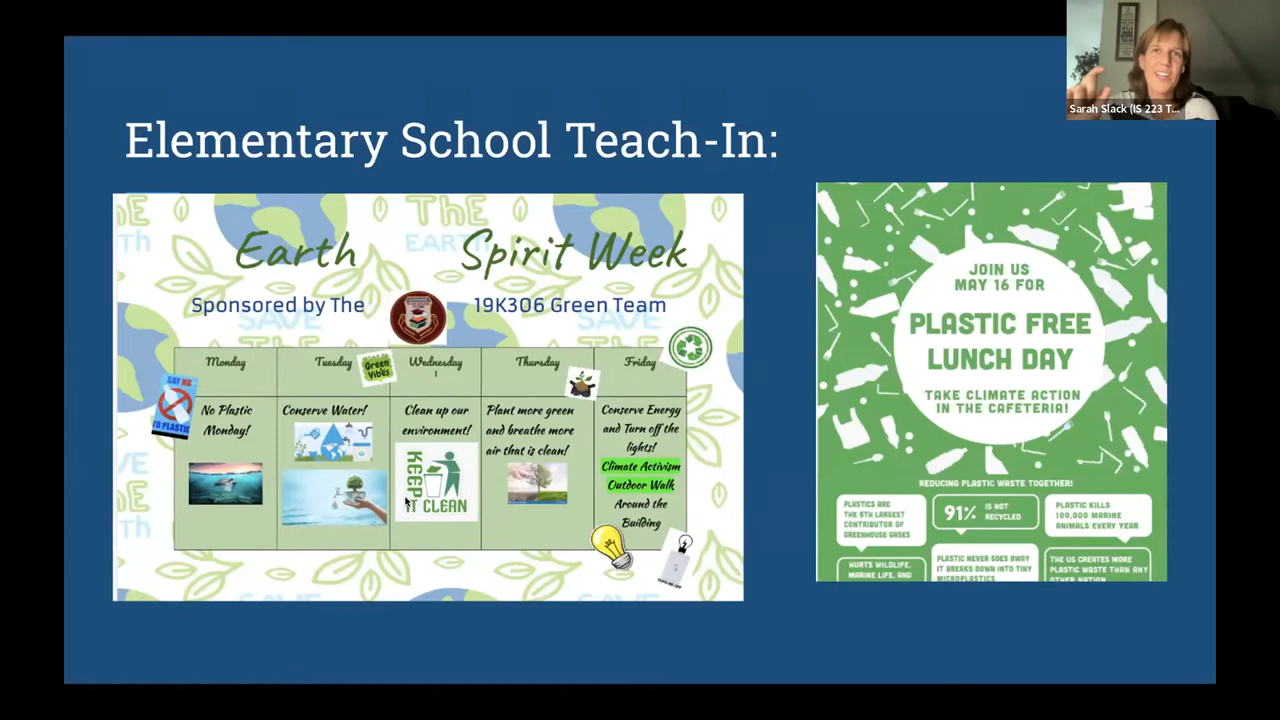 Sarah Slack (IS 223 T...
Elementary School Teach-In:
Earth Spirit Week
Sponsored by The 19K306 Green Team
Monday
Tuesday
Wednesday
Thursday
Friday
Green
Vibes
SAY NO
TO PLASTIC
No Plastic
Monday!
Conserve Water!
Clean up our
environment!
KEEP
IT CLEAN
Plant more green
and breathe more
air that is clean!
Conserve Energy
and Turn off the
lights!
Climate Activism
Outdoor Walk
Around the
Building
JOIN US
MAY 16 FOR
PLASTIC FREE
LUNCH DAY
TAKE CLIMATE ACTION
IN THE CAFETERIA!
REDUCING PLASTIC WASTE TOGETHER!
PLASTICS ARE
THE 5TH LARGEST
CONTRIBUTOR OF
GREENHOUSE GASES
91% IS NOT
RECYCLED
PLASTIC KILLS
100,000 MARINE
ANIMALS EVERY YEAR
HURTS WILDLIFE,
MARINE LIFE, AND
PLASTIC NEVER GOES AWAY
IT BREAKS DOWN INTO TINY
MICROPLASTICS
THE US CREATES MORE
PLASTIC WASTE THAN ANY
OTHER NATION
THE
EARTH
SAVE